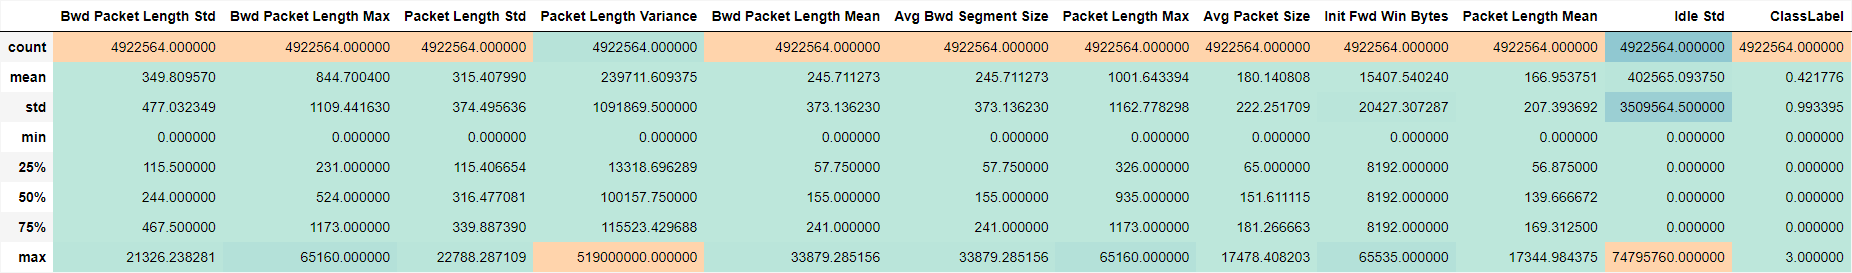 Bwd Packet Length Std Bwd Packet Length Max Packet Length Std Packet Length Variance Bwd Packet Length Mean Avg Bwd Segment Size Packet Length Max Avg Packet Size Init Fwd Win Bytes Packet Length Mean Idle Std ClassLabel
count 4922564.000000 4922564.000000 4922564.000000 4922564.000000 4922564.000000 4922564.000000 4922564.000000 4922564.000000 4922564.000000 4922564.000000 4922564.000000 4922564.000000
mean 349.809570 844.700400 315.407990 239711.609375 245.711273 245.711273 1001.643394 180.140808 15407.540240 166.953751 402565.093750 0.421776
std 477.032349 1109.441630 374.495636 1091869.500000 373.136230 373.136230 1162.778298 222.251709 20427.307287 207.393692 3509564.500000 0.993395
min 0.000000 0.000000 0.000000 0.000000 0.000000 0.000000 0.000000 0.000000 0.000000 0.000000 0.000000 0.000000
25% 115.500000 231.000000 115.406654 13318.696289 57.750000 57.750000 326.000000 65.000000 8192.000000 56.875000 0.000000 0.000000
50% 244.000000 524.000000 316.477081 100157.750000 155.000000 155.000000 935.000000 151.611115 8192.000000 139.666672 0.000000 0.000000
75% 467.500000 1173.000000 339.887390 115523.429688 241.000000 241.000000 1173.000000 181.266663 8192.000000 169.312500 0.000000 0.000000
max 21326.238281 65160.000000 22788.287109 519000000.000000 33879.285156 33879.285156 65160.000000 17478.408203 65535.000000 17344.984375 74795760.000000 3.000000